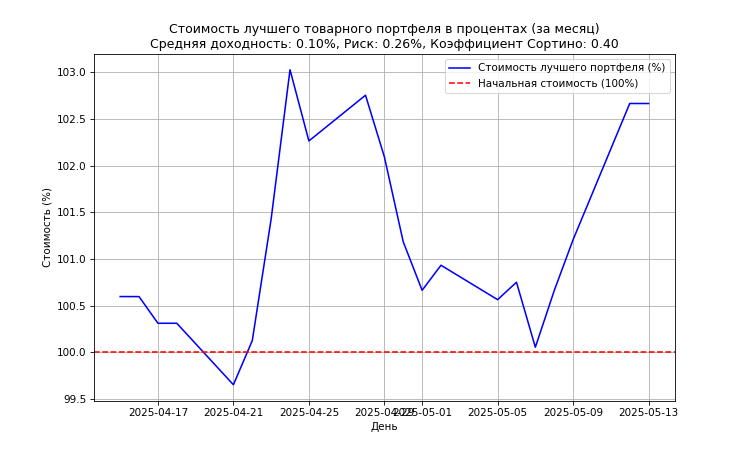 Стоимость лучшего товарного портфеля в процентах (за месяц)
Средняя доходность: 0.10%, Риск: 0.26%, Коэффициент Сортино: 0.40
Стоимость лучшего портфеля (%)
Начальная стоимость (100%)
Стоимость (%)
103.0
102.5
102.0
101.5
101.0
100.5
100.0
99.5
2025-04-17 2025-04-21 2025-04-25 2025-04-29 2025-05-01 2025-05-05 2025-05-09 2025-05-13
День